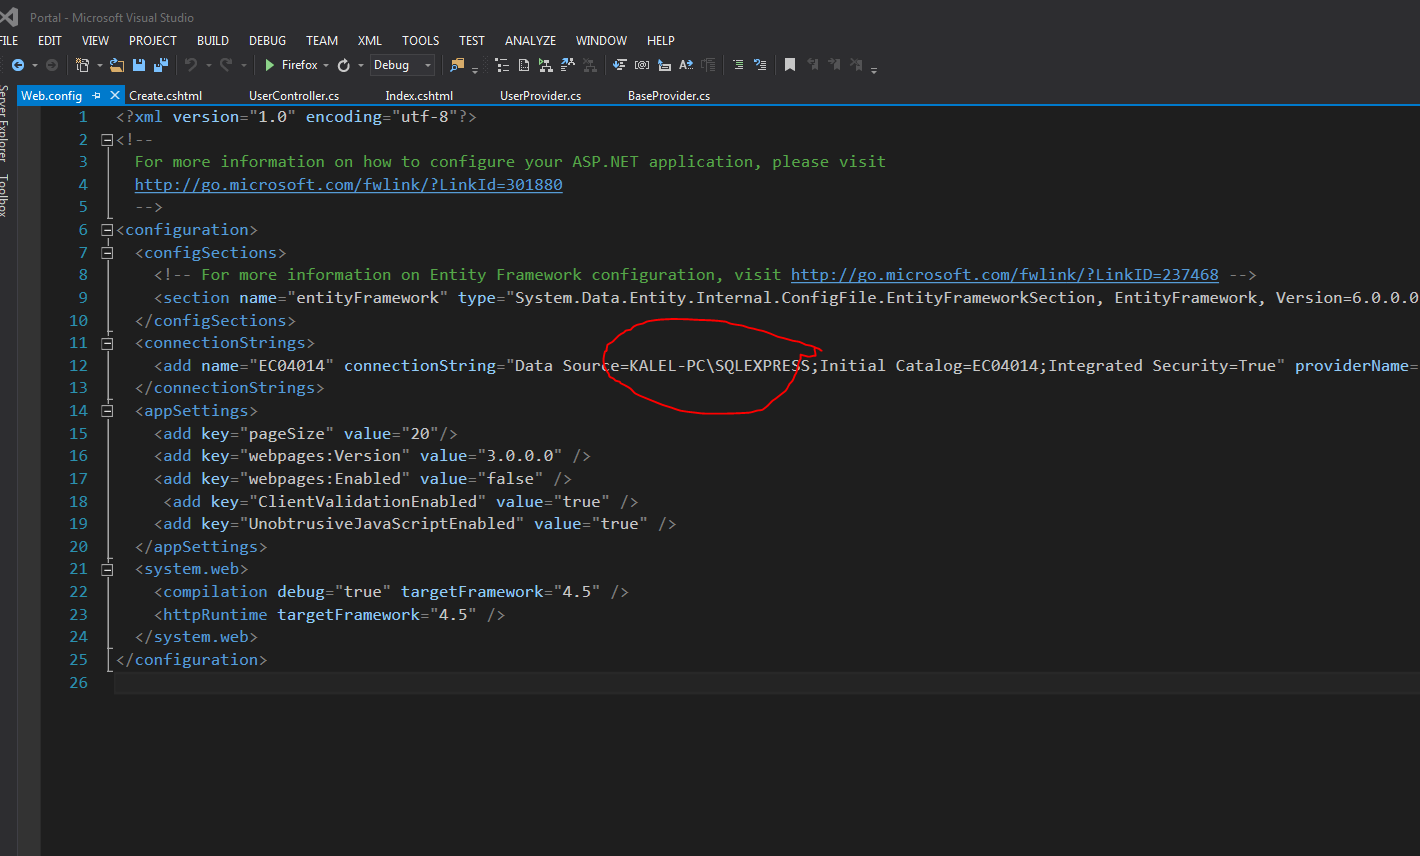 Portal - Microsoft Visual Studio
FILE EDIT VIEW PROJECT BUILD DEBUG TEAM XML TOOLS TEST ANALYZE WINDOW HELP
Firefox Debug
Server Explorer
Toolbox
Web.config Create.cshtml UserController.cs Index.cshtml UserProvider.cs BaseProvider.cs
1 <?xml version="1.0" encoding="utf-8"?>
2 <!--
3 For more information on how to configure your ASP.NET application, please visit
4 http://go.microsoft.com/fwlink/?LinkId=301880
5 -->
6 <configuration>
7 <configSections>
8 <!-- For more information on Entity Framework configuration, visit http://go.microsoft.com/fwlink/?LinkID=237468 -->
9 <section name="entityFramework" type="System.Data.Entity.Internal.ConfigFile.EntityFrameworkSection, EntityFramework, Version=6.0.0.0
10 </configSections>
11 <connectionStrings>
12 <add name="EC04014" connectionString="Data Source=KALEL-PC\SQLEXPRESS;Initial Catalog=EC04014;Integrated Security=True" providerName=
13 </connectionStrings>
14 <appSettings>
15 <add key="pageSize" value="20"/>
16 <add key="webpages:Version" value="3.0.0.0" />
17 <add key="webpages:Enabled" value="false" />
18 <add key="ClientValidationEnabled" value="true" />
19 <add key="UnobtrusiveJavaScriptEnabled" value="true" />
20 </appSettings>
21 <system.web>
22 <compilation debug="true" targetFramework="4.5" />
23 <httpRuntime targetFramework="4.5" />
24 </system.web>
25 </configuration>
26